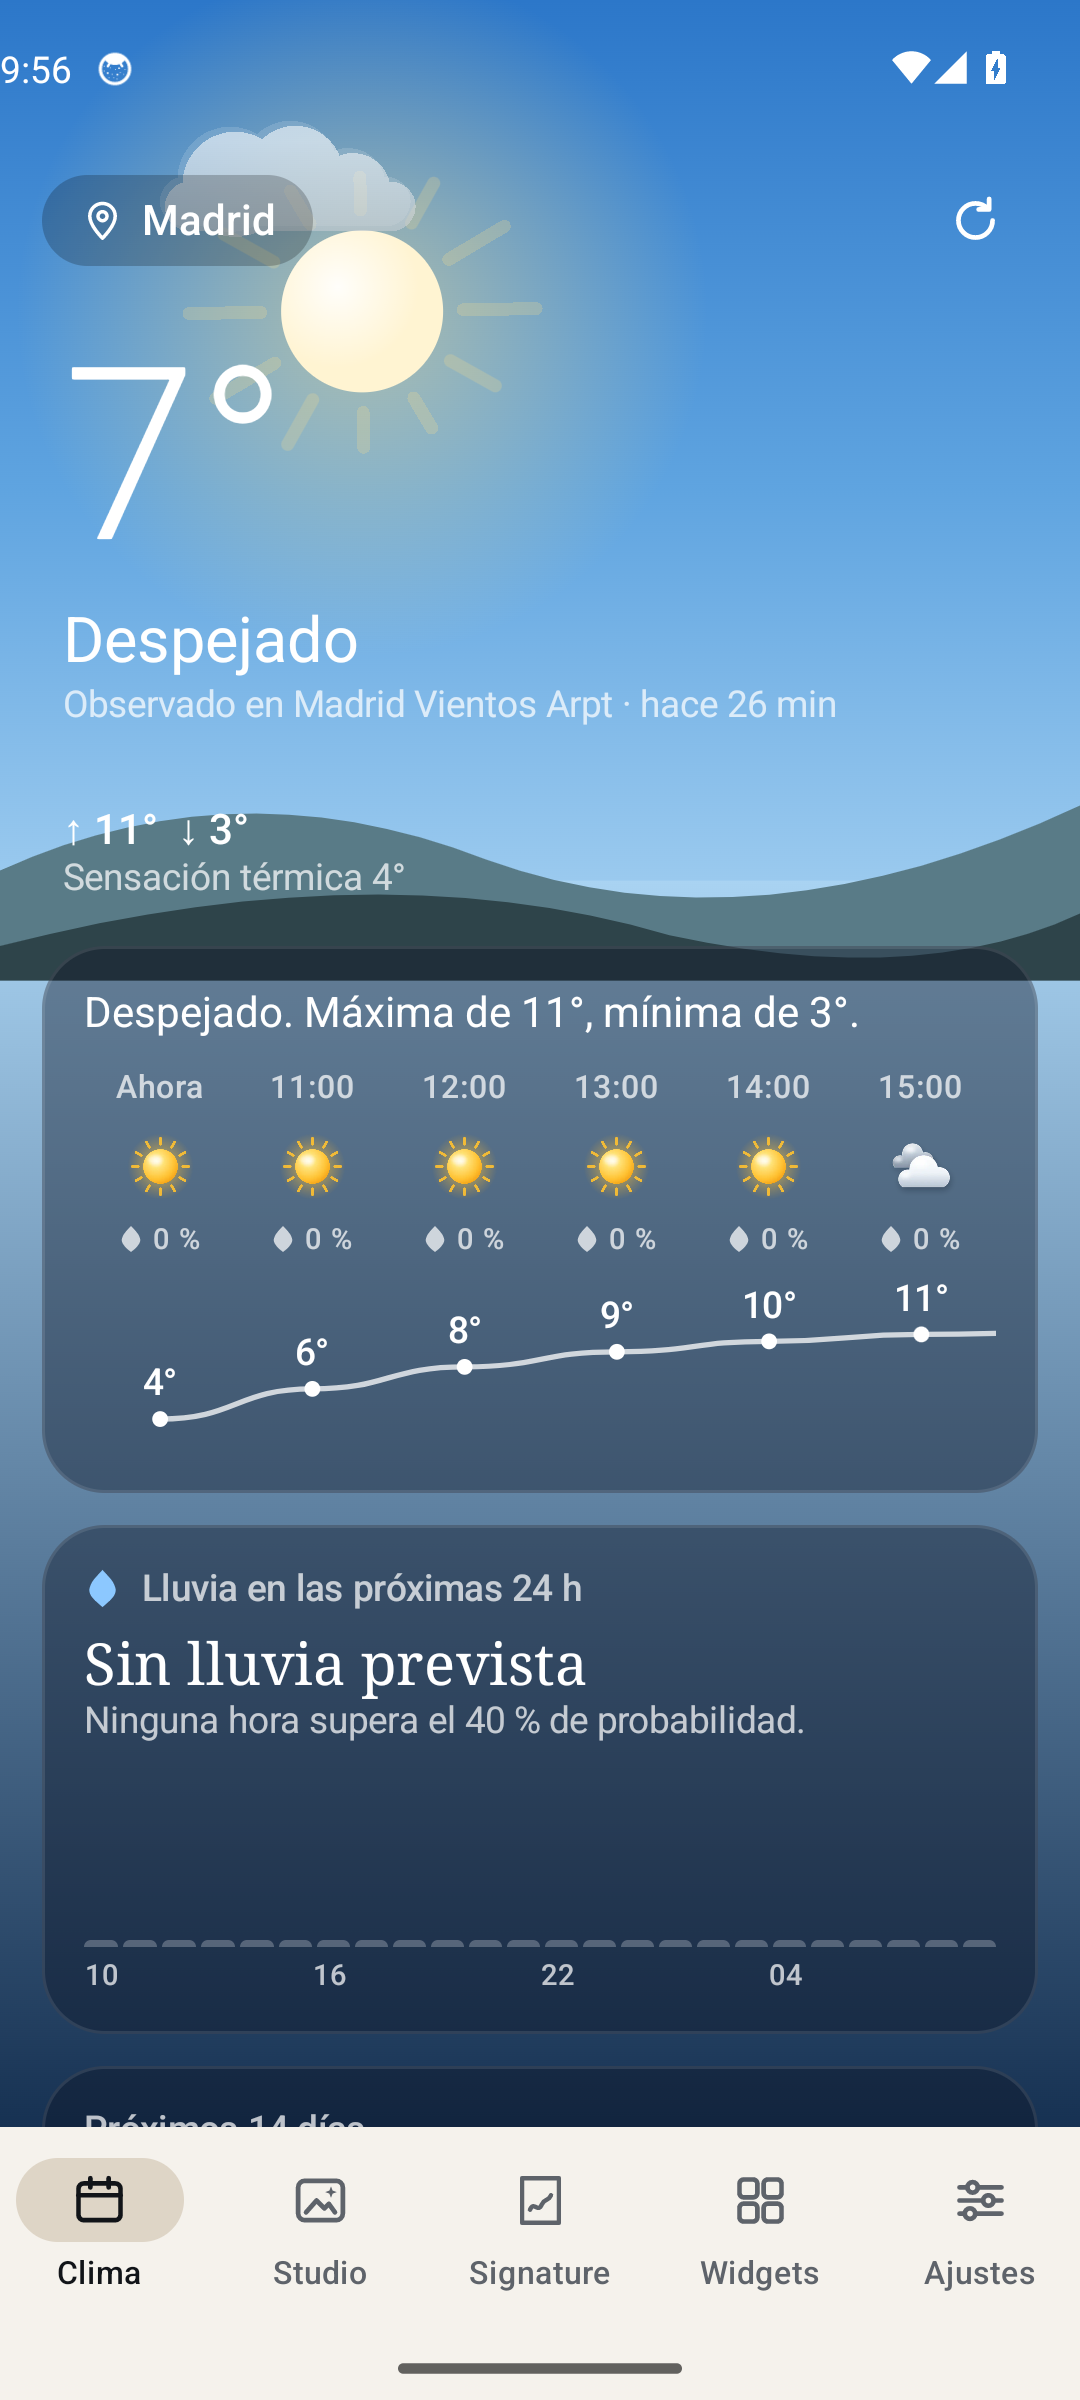 9:56
Madrid
7°
Despejado
Observado en Madrid Vientos Arpt · hace 26 min
↑ 11° ↓ 3°
Sensación térmica 4°
Despejado. Máxima de 11°, mínima de 3°.
Ahora 11:00 12:00 13:00 14:00 15:00
0 % 0 % 0 % 0 % 0 % 0 %
4° 6° 8° 9° 10° 11°
Lluvia en las próximas 24 h
Sin lluvia prevista
Ninguna hora supera el 40 % de probabilidad.
10 16 22 04
Próximos 14 días
Clima Studio Signature Widgets Ajustes